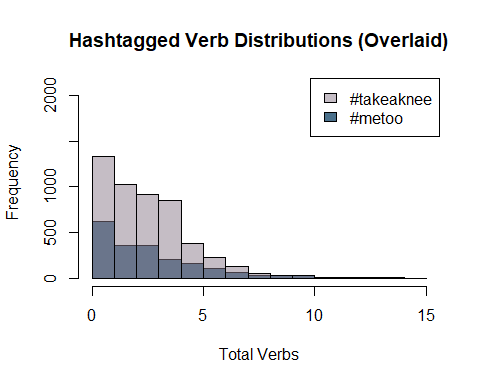 Hashtagged Verb Distributions (Overlaid)
#takeaknee
#metoo
Frequency
2000
1000
500
0
0 5 10 15
Total Verbs